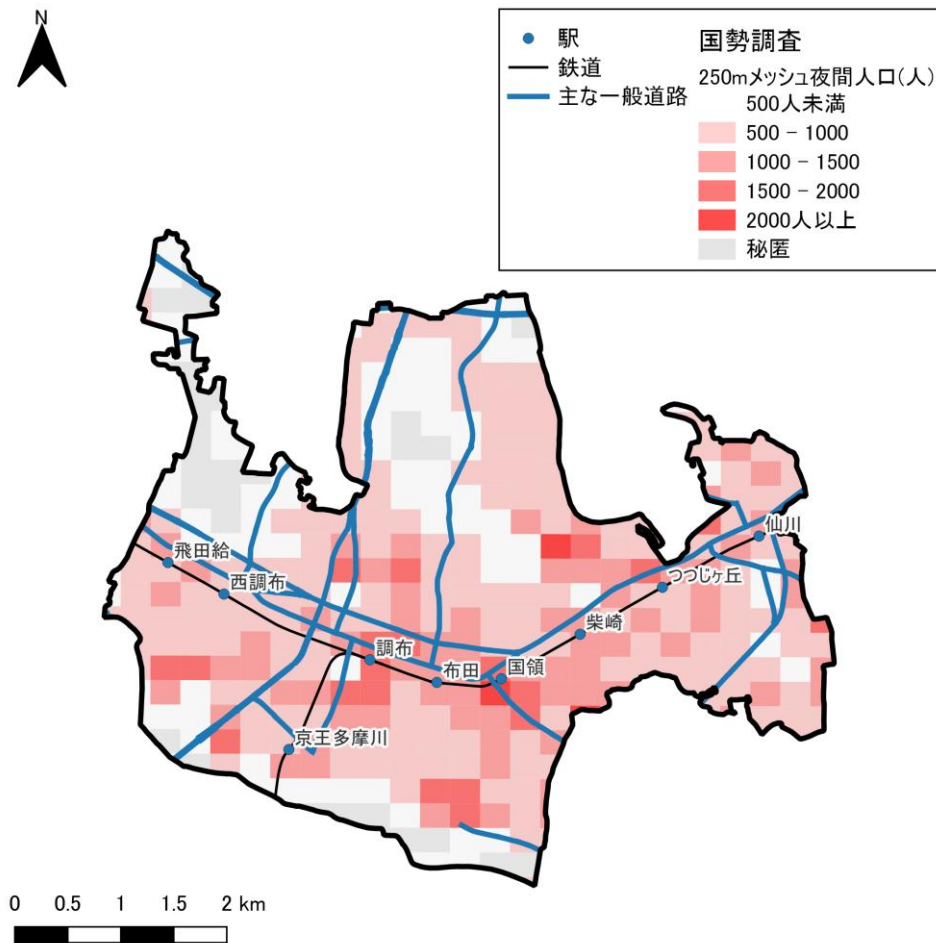 N
駅
鉄道
主な一般道路
国勢調査
250mメッシュ夜間人口(人)
500人未満
500 - 1000
1000 - 1500
1500 - 2000
2000人以上
秘匿
仙川
飛田給
つつじヶ丘
西調布
柴崎
調布
国領
布田
京王多摩川
0 0.5 1 1.5 2 km